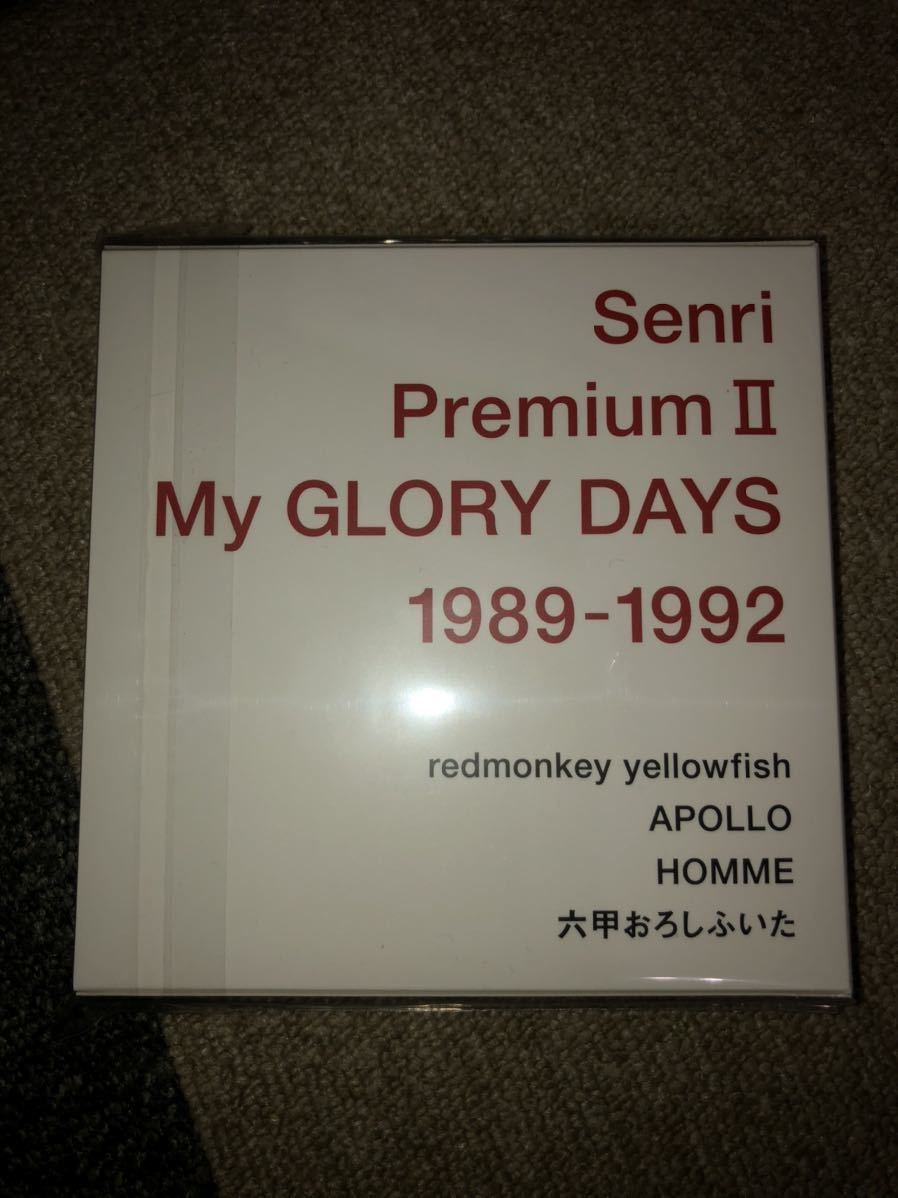 Senri
Premium Ⅱ
My GLORY DAYS
1989-1992
redmonkey yellowfish
APOLLO
HOMME
六甲おろしふいた